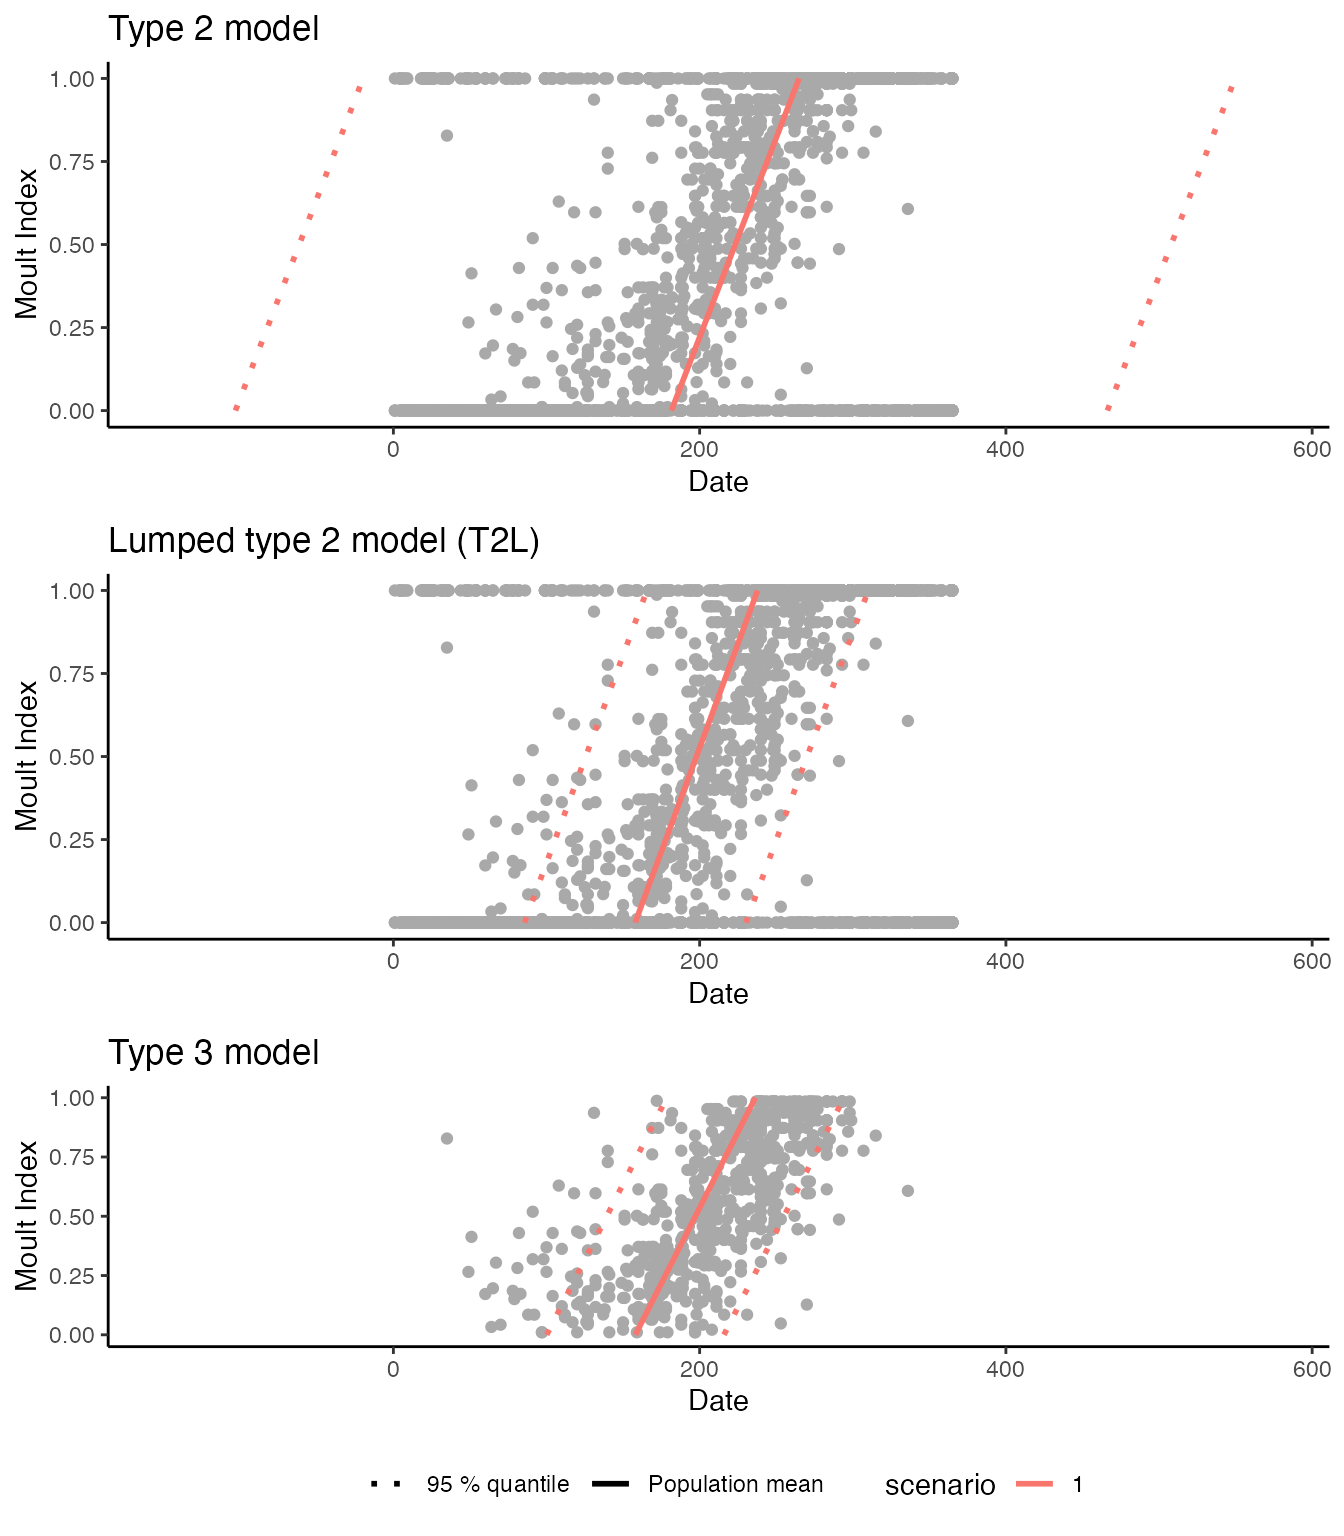 Type 2 model
1.00
0.75
0.50
0.25
0.00
Moult Index
0 200 400 600
Date
Lumped type 2 model (T2L)
1.00
0.75
0.50
0.25
0.00
Moult Index
0 200 400 600
Date
Type 3 model
1.00
0.75
0.50
0.25
0.00
Moult Index
0 200 400 600
Date
95 % quantile Population mean scenario 1